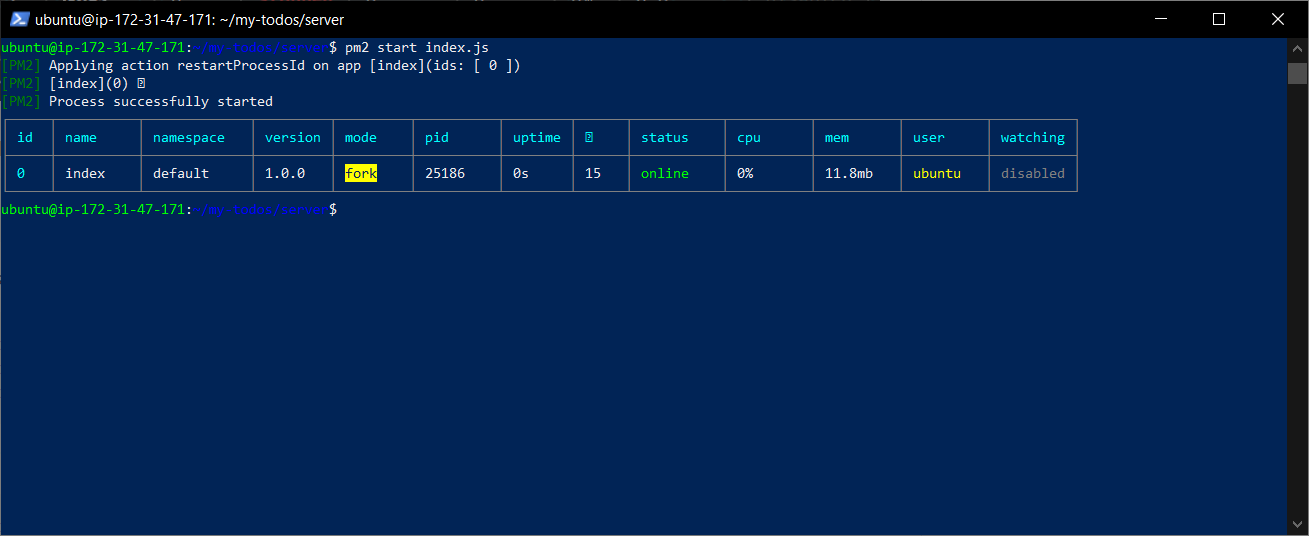 ubuntu@ip-172-31-47-171: ~/my-todos/server
ubuntu@ip-172-31-47-171:~/my-todos/server$ pm2 start index.js
[PM2] Applying action restartProcessId on app [index](ids: [ 0 ])
[PM2] [index](0)
[PM2] Process successfully started
id name namespace version mode pid uptime status cpu mem user watching
0 index default 1.0.0 fork 25186 0s 15 online 0% 11.8mb ubuntu disabled
ubuntu@ip-172-31-47-171:~/my-todos/server$